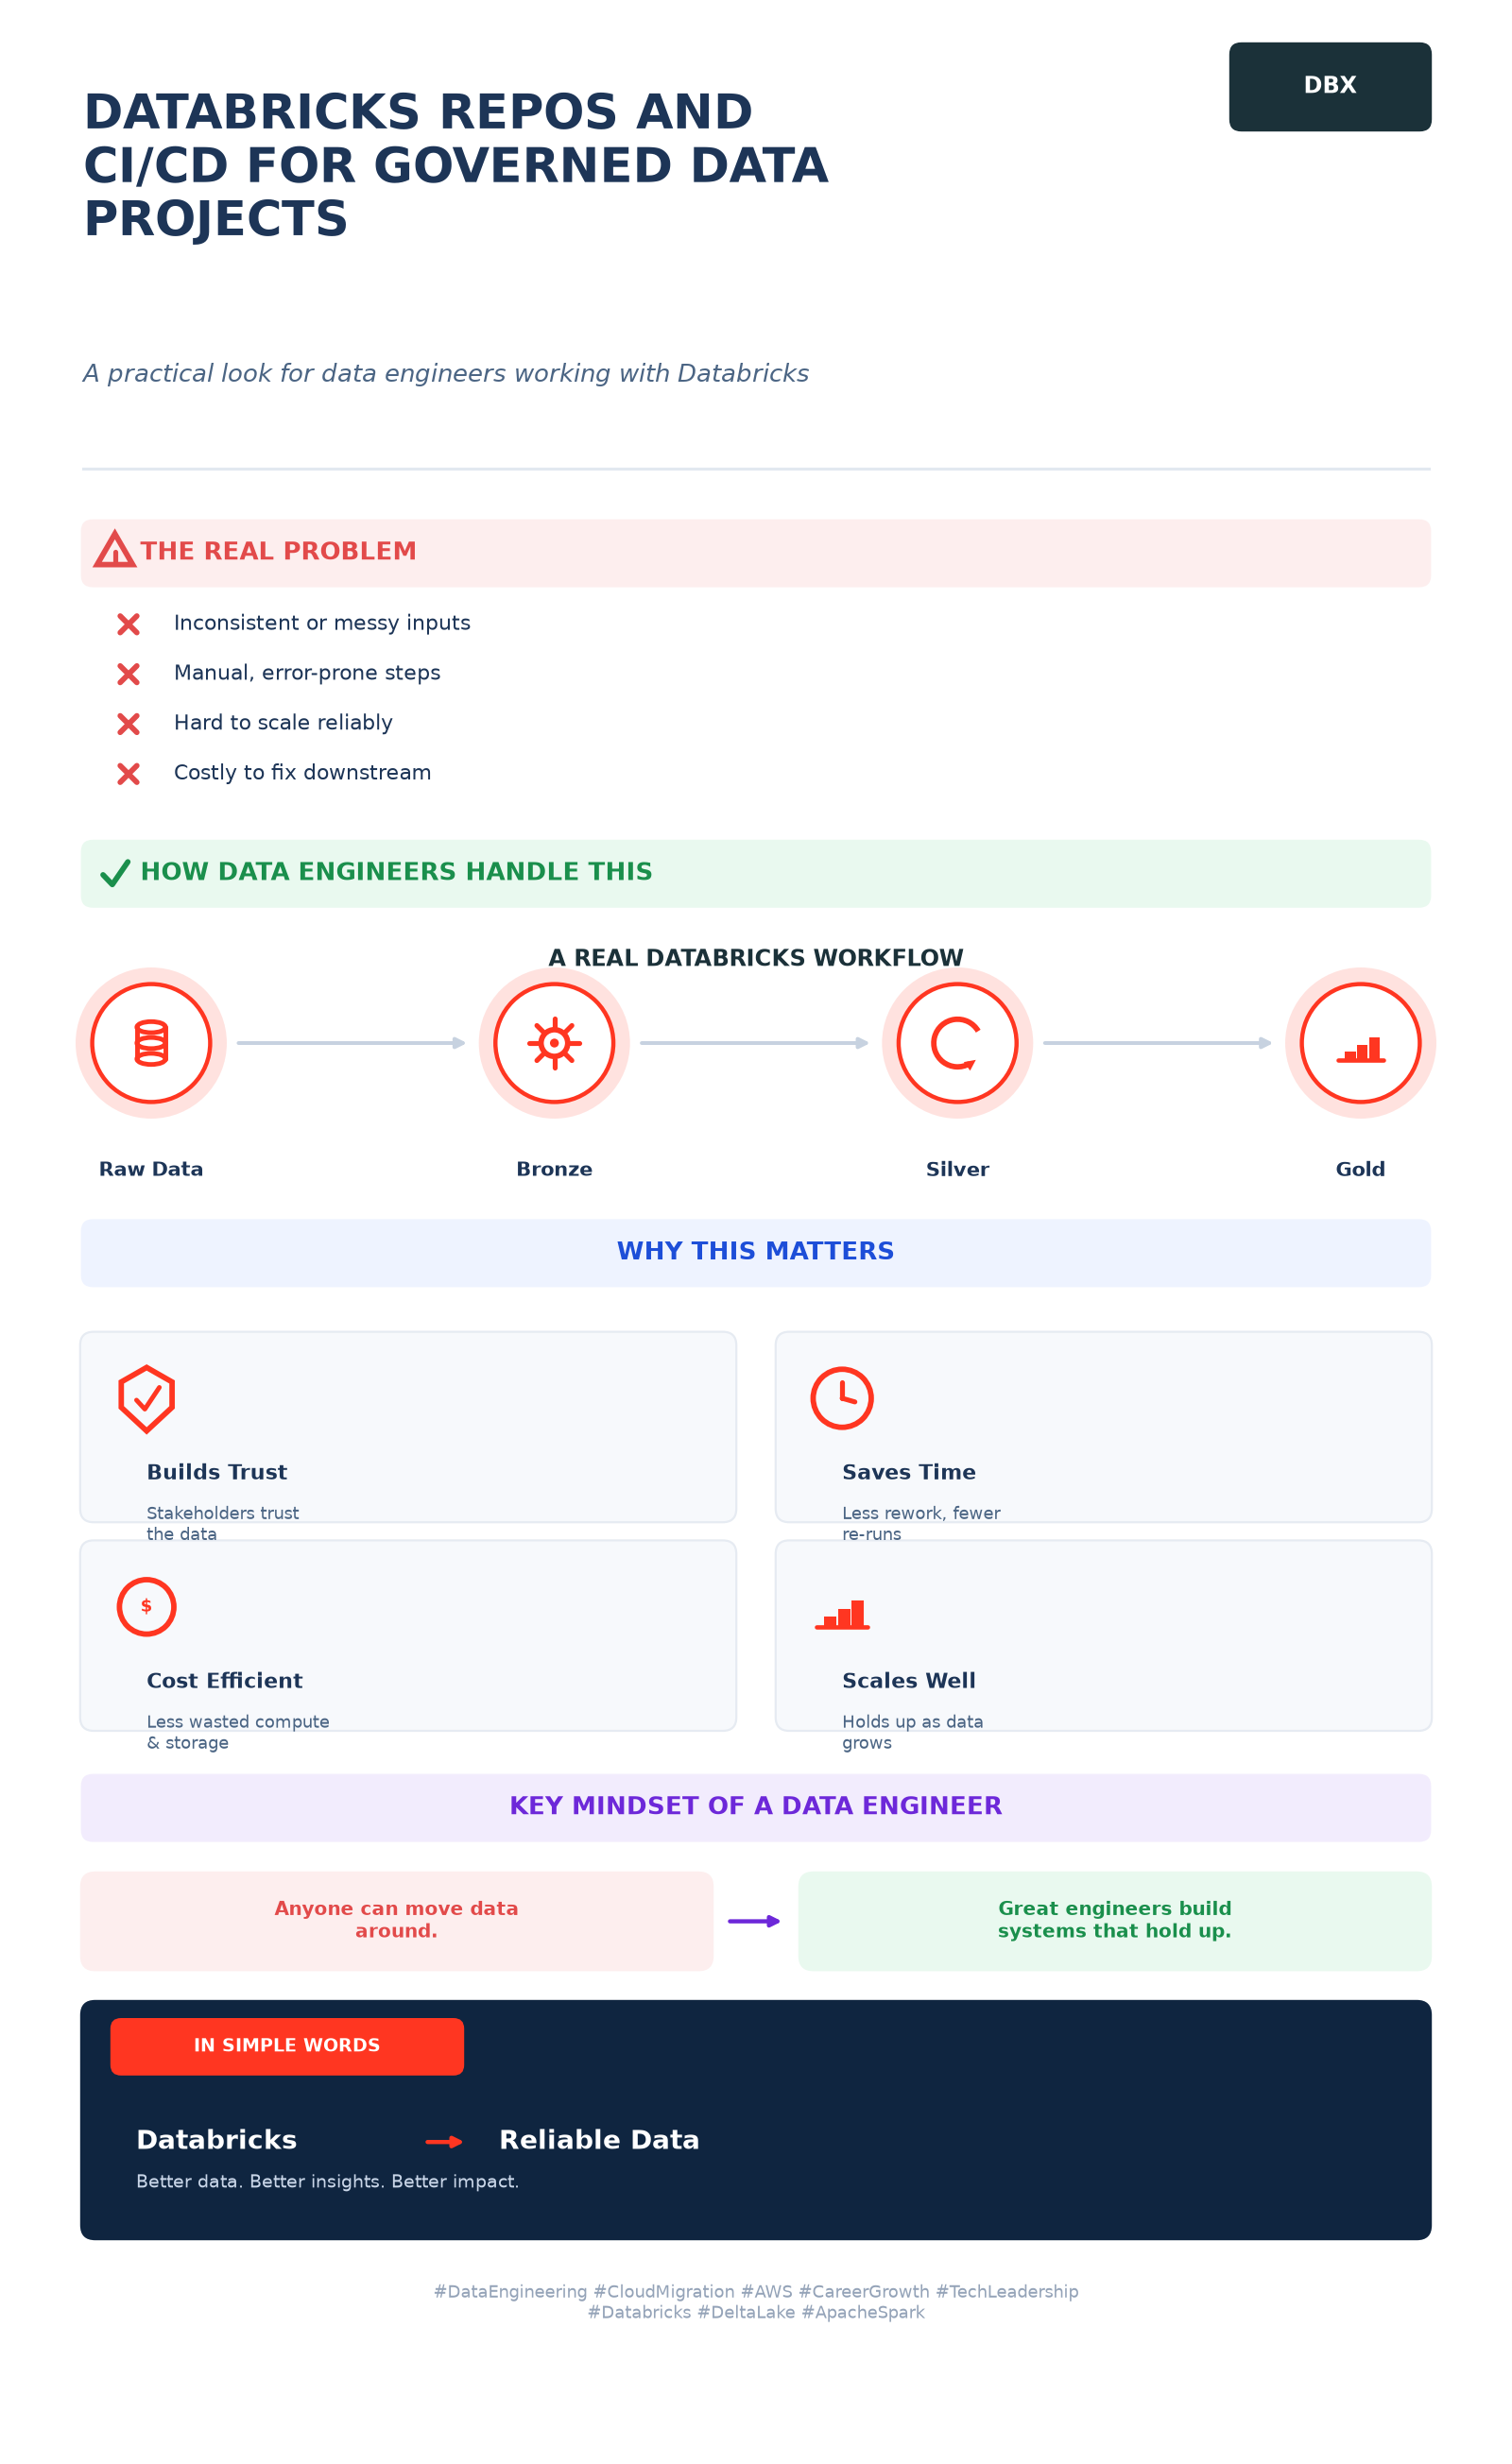 DBX
DATABRICKS REPOS AND
CI/CD FOR GOVERNED DATA
PROJECTS
A practical look for data engineers working with Databricks
THE REAL PROBLEM
Inconsistent or messy inputs
Manual, error-prone steps
Hard to scale reliably
Costly to fix downstream
HOW DATA ENGINEERS HANDLE THIS
A REAL DATABRICKS WORKFLOW
Raw Data
Bronze
Silver
Gold
WHY THIS MATTERS
Builds Trust
Stakeholders trust
the data
Saves Time
Less rework, fewer
re-runs
$
Cost Efficient
Less wasted compute
& storage
Scales Well
Holds up as data
grows
KEY MINDSET OF A DATA ENGINEER
Anyone can move data
around.
Great engineers build
systems that hold up.
IN SIMPLE WORDS
Databricks
Reliable Data
Better data. Better insights. Better impact.
#DataEngineering #CloudMigration #AWS #CareerGrowth #TechLeadership
#Databricks #DeltaLake #ApacheSpark